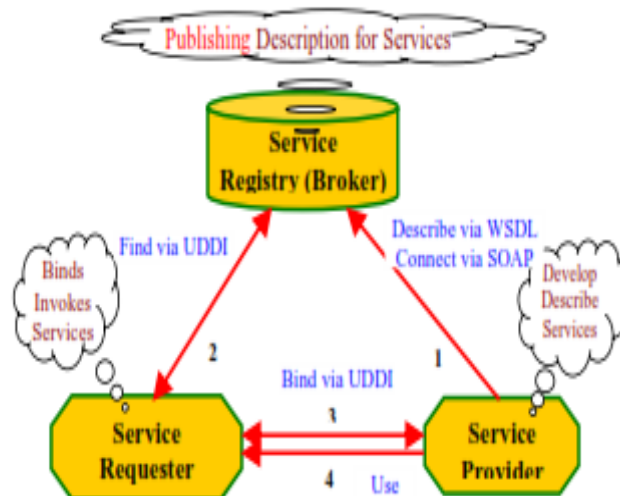 Publishing Description for Services
Service
Registry (Broker)
Describe via WSDL
Connect via SOAP
Find via UDDI
Binds
Invokes
Services
Develop
Describe
Services
2
1
Bind via UDDI
3
Service
Requester
Service
Provider
4
Use